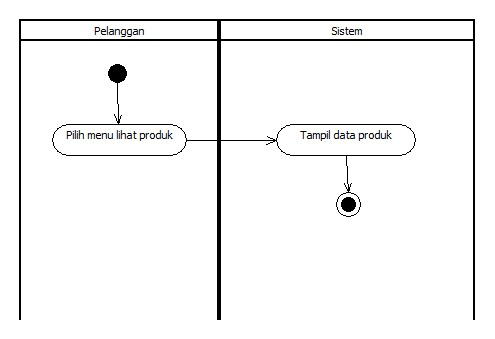 Pelanggan
Sistem
Pilih menu lihat produk
Tampil data produk